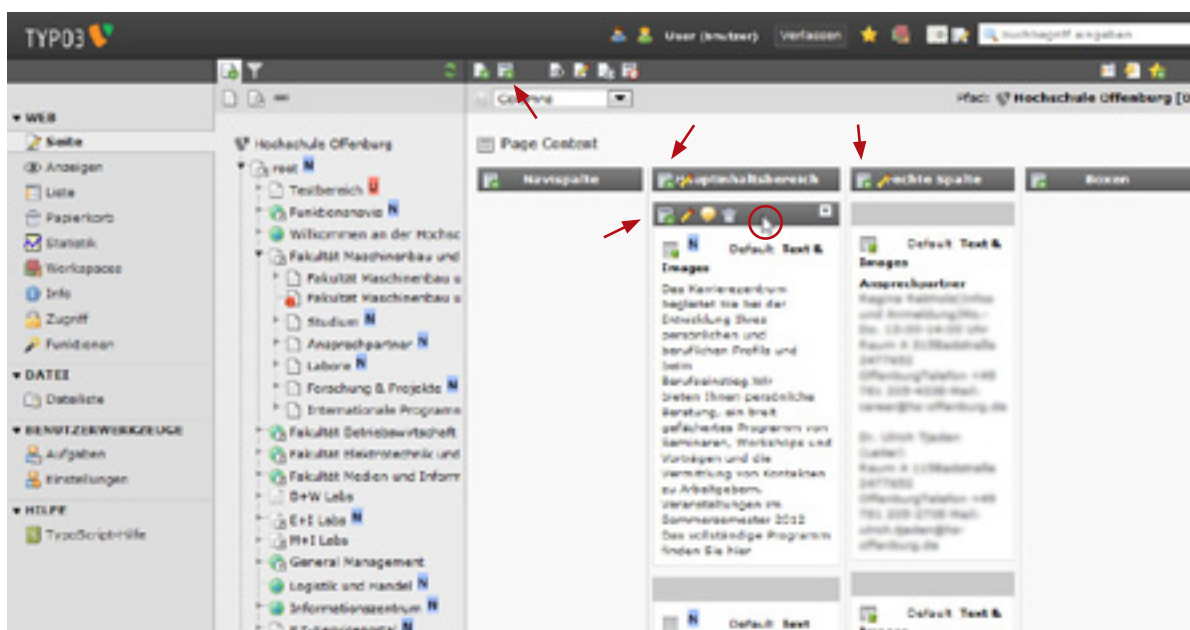 TYPO3
User (bnutzer) Verlassen Suchbegriff eingeben
Columns
Pfad: Hochschule Offenburg [0
WEB
Seite
Anzeigen
Liste
Papierkorb
Statistik
Workspaces
Info
Zugriff
Funktionen
DATEI
Dateiliste
BENUTZERWERKZEUGE
Aufgaben
Einstellungen
HILFE
TypoScript-Hilfe
Hochschule Offenburg
root N
Testbereich U
Funktionsnavig N
Willkommen an der Hochsc
Fakultät Maschinenbau und
Fakultät Maschinenbau u
Fakultät Maschinenbau u
Studium N
Ansprechpartner N
Labore N
Forschung & Projekte N
Internationale Programm
Fakultät Betriebswirtschaft
Fakultät Elektrotechnik und
Fakultät Medien und Inform
B+W Labs
E+I Labs N
M+I Labs
General Management
Logistik und Handel N
Informationszentrum N
Page Content
Navispalte
Hauptinhaltsbereich
rechte Spalte
Boxen
N Default Text &
Images
Das Karrierezentrum
begleitet Sie bei der
Entwicklung Ihres
persönlichen und
beruflichen Profils und
beim
Berufseinstieg.Wir
bieten Ihnen persönliche
Beratung, ein breit
gefächertes Programm von
Seminaren, Workshops und
Vorträgen und die
Vermittlung von Kontakten
zu Arbeitgebern.
Veranstaltungen im
Sommersemester 2012
Das vollständige Programm
finden Sie hier
N Default Text
Default Text &
Images
Ansprechpartner
Default Text &